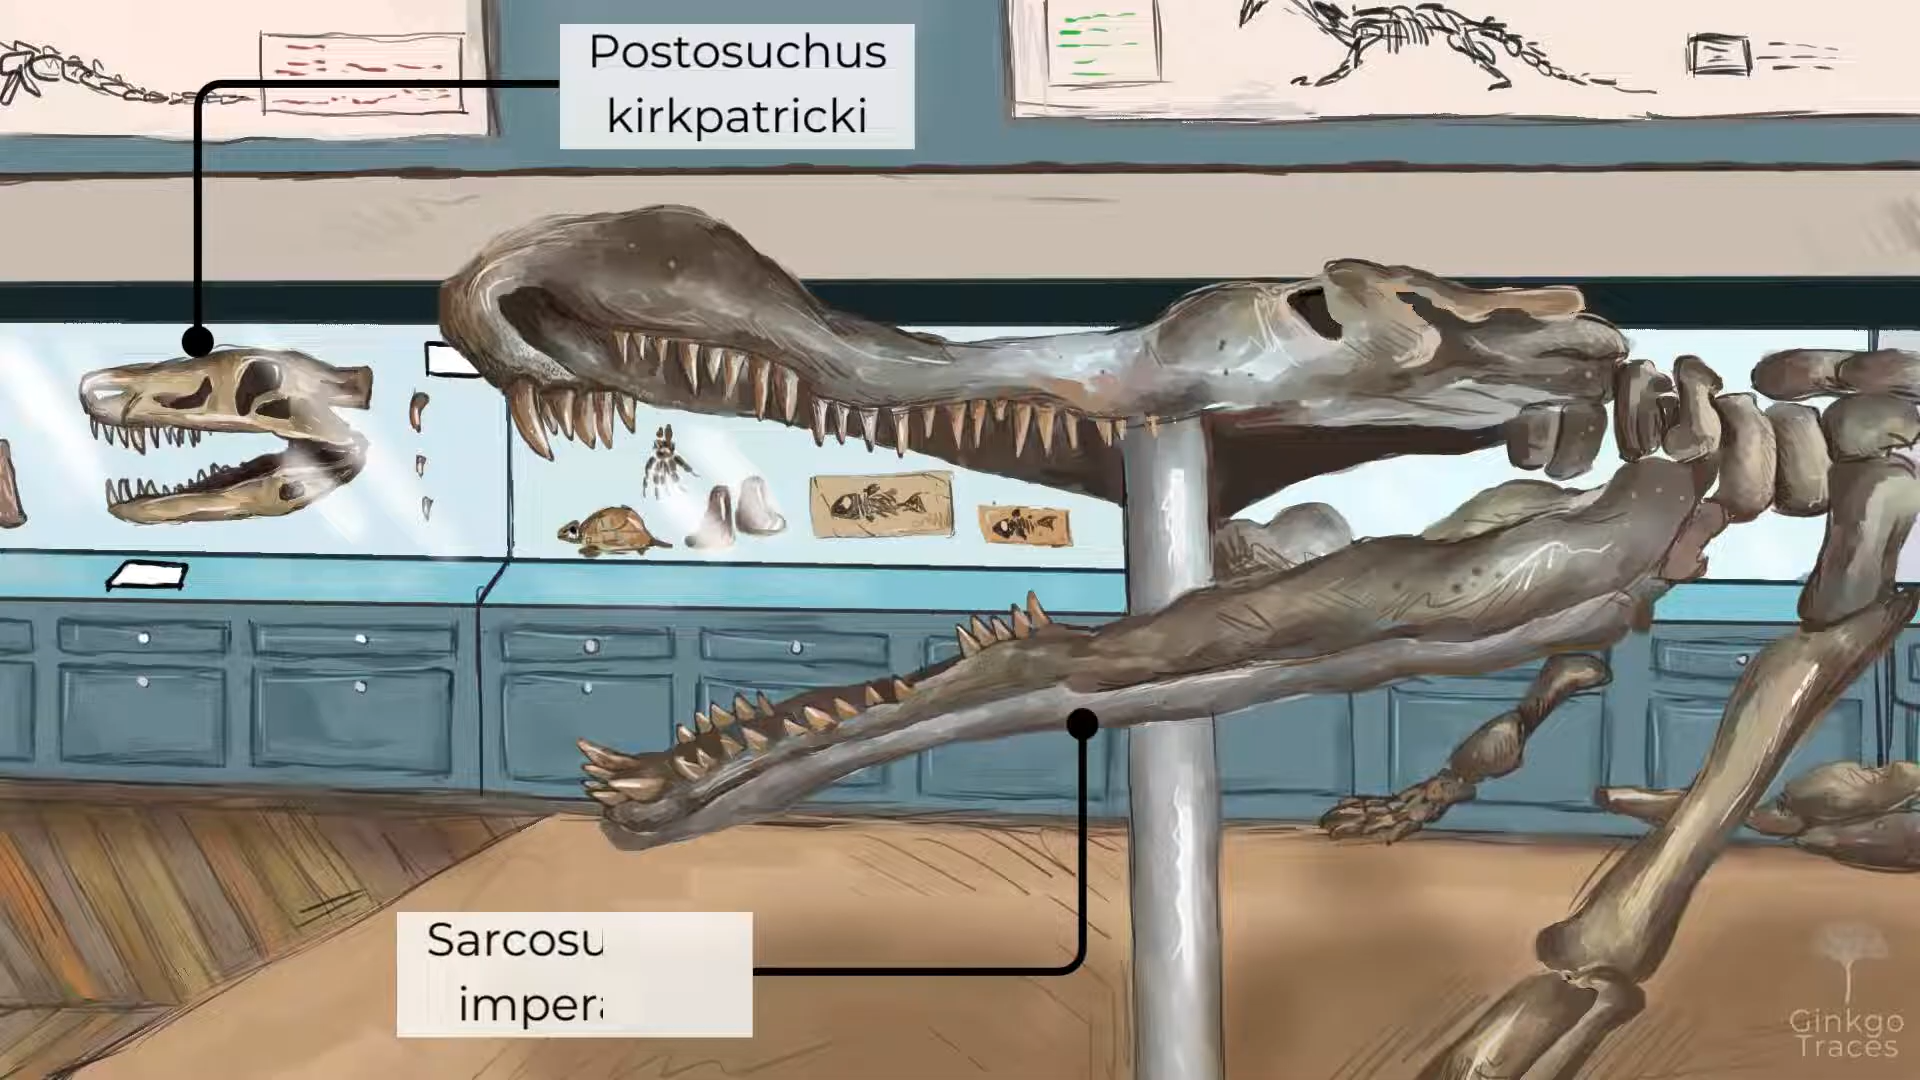 Postosuchus
kirkpatricki
Sarcosu
impera
Ginkgo
Traces